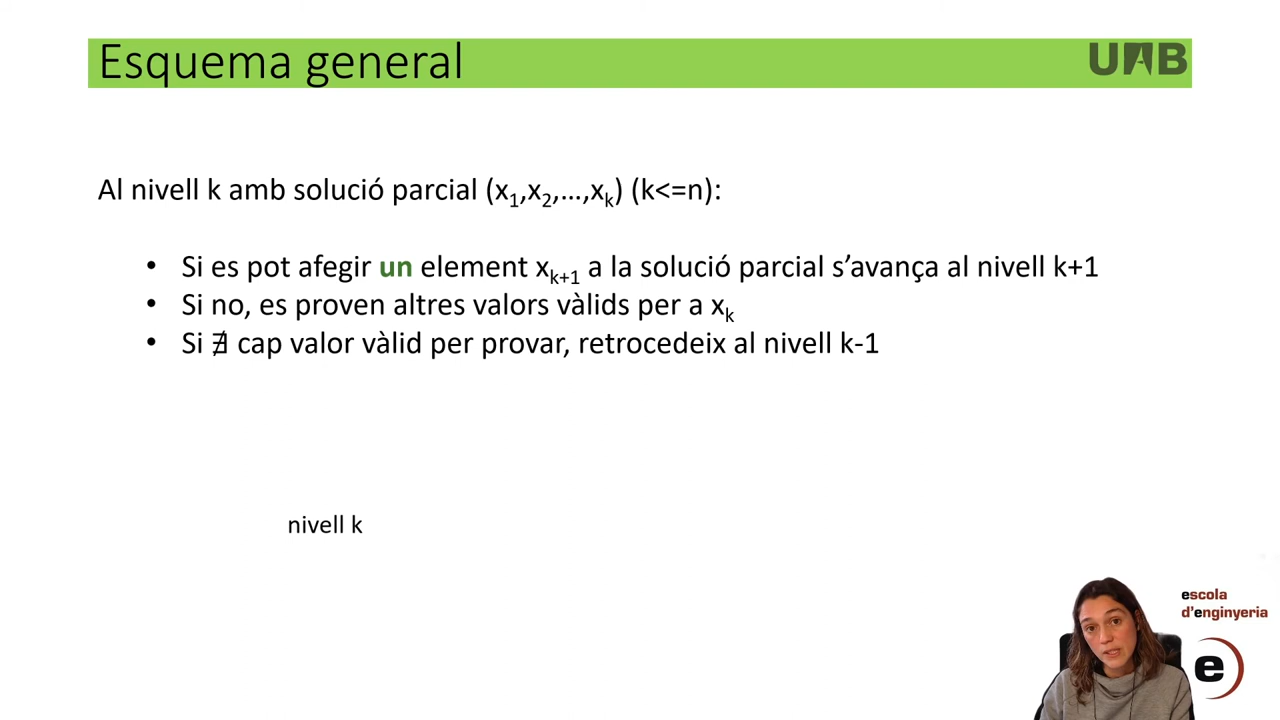 Esquema general
UAB
Al nivell k amb solució parcial (x1,x2,...,xk) (k<=n):
• Si es pot afegir un element xk+1 a la solució parcial s'avança al nivell k+1
• Si no, es proven altres valors vàlids per a xk
• Si ∄ cap valor vàlid per provar, retrocedeix al nivell k-1
nivell k
escola
d'enginyeria
e